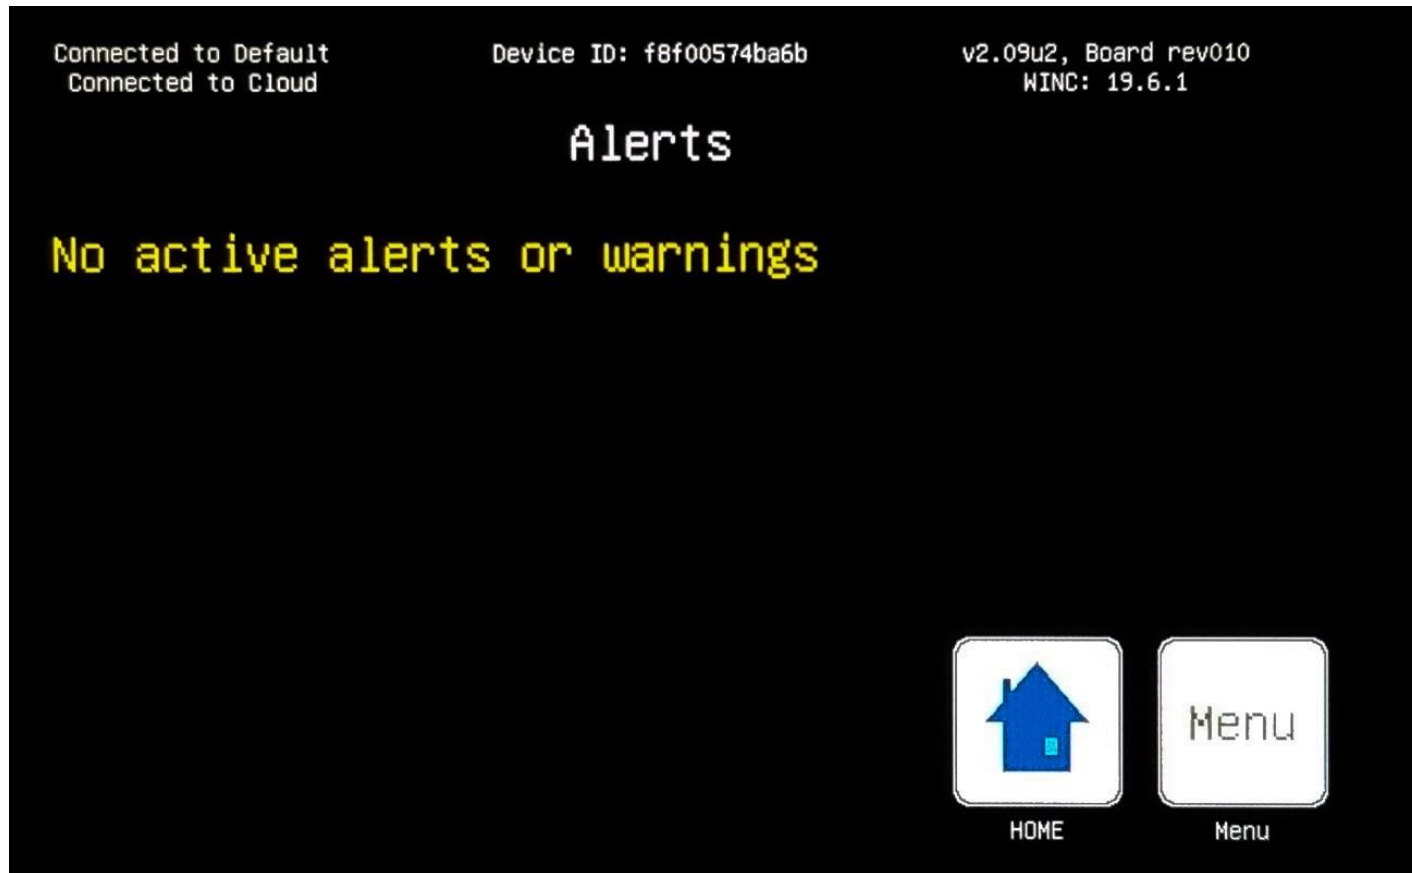 Connected to Default
Connected to Cloud
Device ID: f8f00574ba6b
v2.09u2, Board rev010
WINC: 19.6.1
Alerts
No active alerts or warnings
Menu
HOME
Menu